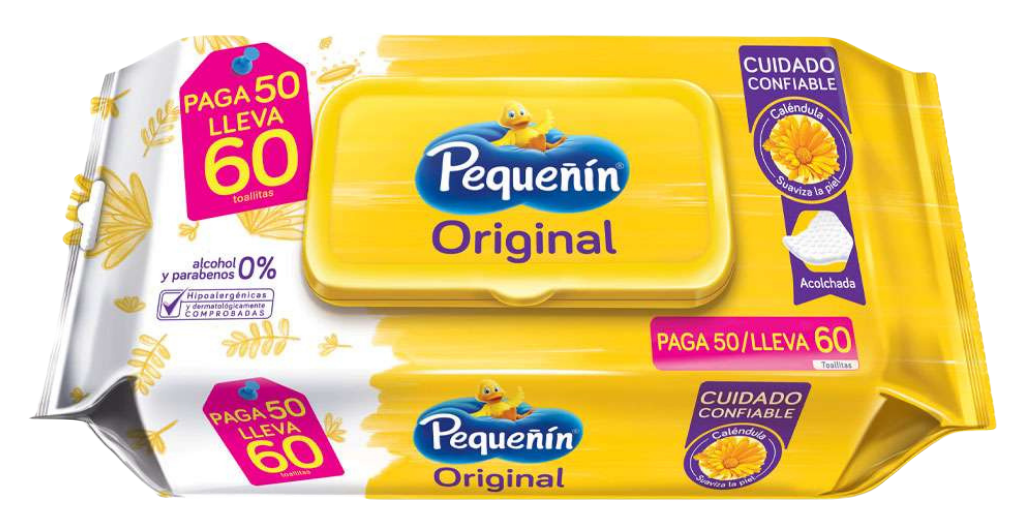 PAGA 50
LLEVA
60
toallitas
alcohol
y parabenos 0%
Hipoalergénicas
y dermatológicamente
COMPROBADAS
Pequeñín®
Original
CUIDADO
CONFIABLE
Caléndula
Suaviza la piel
Acolchada
PAGA 50/LLEVA 60
Toallitas
PAGA 50
LLEVA
60
toallitas
Pequeñín
Original
CUIDADO
CONFIABLE
Caléndula
Suaviza la piel